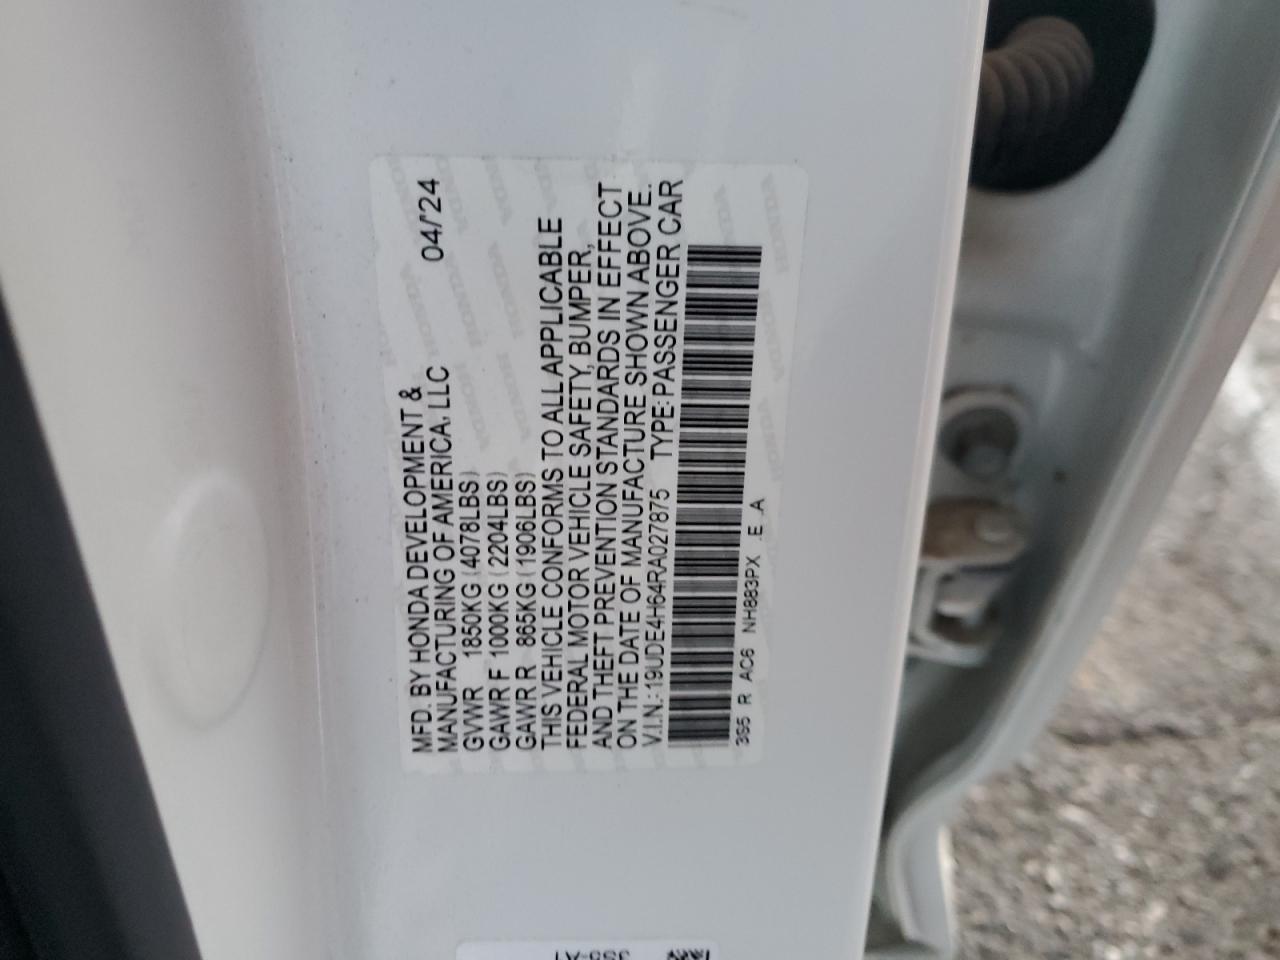 MFD. BY HONDA DEVELOPMENT & 04/'24
MANUFACTURING OF AMERICA, LLC
GVWR 1850KG (4078LBS)
GAWR F 1000KG (2204LBS)
GAWR R 865KG (1906LBS)
THIS VEHICLE CONFORMS TO ALL APPLICABLE
FEDERAL MOTOR VEHICLE SAFETY, BUMPER,
AND THEFT PREVENTION STANDARDS IN EFFECT
ON THE DATE OF MANUFACTURE SHOWN ABOVE.
V.I.N.: 19UDE4H64RA027875 TYPE: PASSENGER CAR
3S5 R AC6 NH883PX .E .A